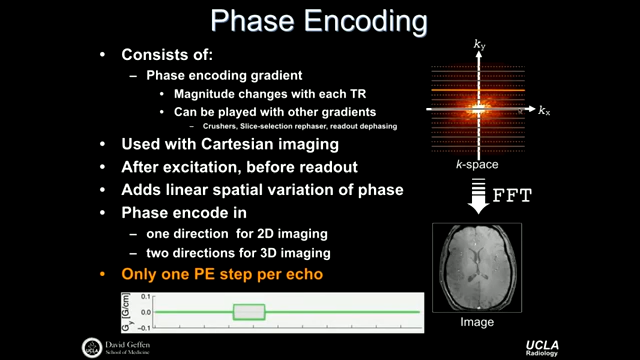 Phase Encoding
• Consists of:
– Phase encoding gradient
• Magnitude changes with each TR
• Can be played with other gradients
– Crushers, Slice-selection rephaser, readout dephasing
• Used with Cartesian imaging
• After excitation, before readout
• Adds linear spatial variation of phase
• Phase encode in
– one direction for 2D imaging
– two directions for 3D imaging
• Only one PE step per echo
ky
kx
k-space
FFT
Image
Gy [G/cm]
0.1
0.0
−0.1
UCLA
David Geffen
School of Medicine
UCLA
Radiology